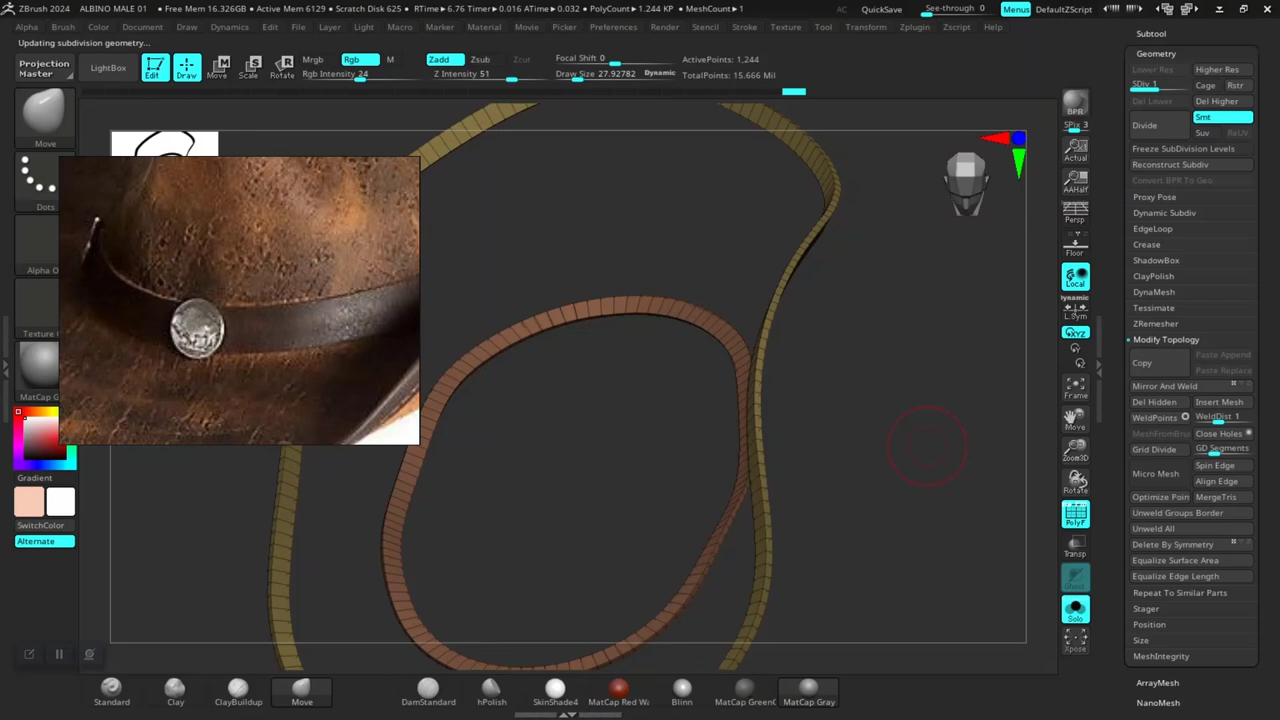 ZBrush 2024 ALBINO MALE 01 • Free Mem 16.326GB • Active Mem 6129 • Scratch Disk 625 • RTime▸ 6.76 Timer▸ 0.016 ATime▸ 0.032 • PolyCount▸ 1.244 KP • MeshCount▸ 1 AC QuickSave See-through 0 Menus DefaultZScript
Alpha Brush Color Document Draw Dynamics Edit File Layer Light Macro Marker Material Movie Picker Preferences Render Stencil Stroke Texture Tool Transform Zplugin Zscript Help
Updating subdivision geometry...
Projection
Master
LightBox
Edit
Draw
Move
Scale
Rotate
Mrgb Rgb M
Rgb Intensity 24
Zadd Zsub Zcut
Z Intensity 51
Focal Shift 0
Draw Size 27.92782 Dynamic
ActivePoints: 1,244
TotalPoints: 15.666 Mil
Move
Dots
Alpha O
Texture
MatCap G
Gradient
SwitchColor
Alternate
BPR
SPix 3
Actual
AAHalf
Persp
Floor
Local
Dynamic
L.Sym
XYZ
Frame
Move
Zoom3D
Rotate
PolyF
Transp
Ghost
Solo
Xpose
Subtool
Geometry
Lower Res Higher Res
SDiv 1 Cage Rstr
Del Lower Del Higher
Divide Smt
Suv ReUV
Freeze SubDivision Levels
Reconstruct Subdiv
Convert BPR To Geo
Proxy Pose
Dynamic Subdiv
EdgeLoop
Crease
ShadowBox
ClayPolish
DynaMesh
Tessimate
ZRemesher
Modify Topology
Copy Paste Append
Paste Replace
Mirror And Weld
Del Hidden Insert Mesh
WeldPoints WeldDist 1
MeshFromBru Close Holes
Grid Divide GD Segments
Micro Mesh Spin Edge
Align Edge
Optimize Poin MergeTris
Unweld Groups Border
Unweld All
Delete By Symmetry
Equalize Surface Area
Equalize Edge Length
Repeat To Similar Parts
Stager
Position
Size
MeshIntegrity
ArrayMesh
NanoMesh
Standard Clay ClayBuildup Move DamStandard hPolish SkinShade4 MatCap Red Wa Blinn MatCap GreenC MatCap Gray